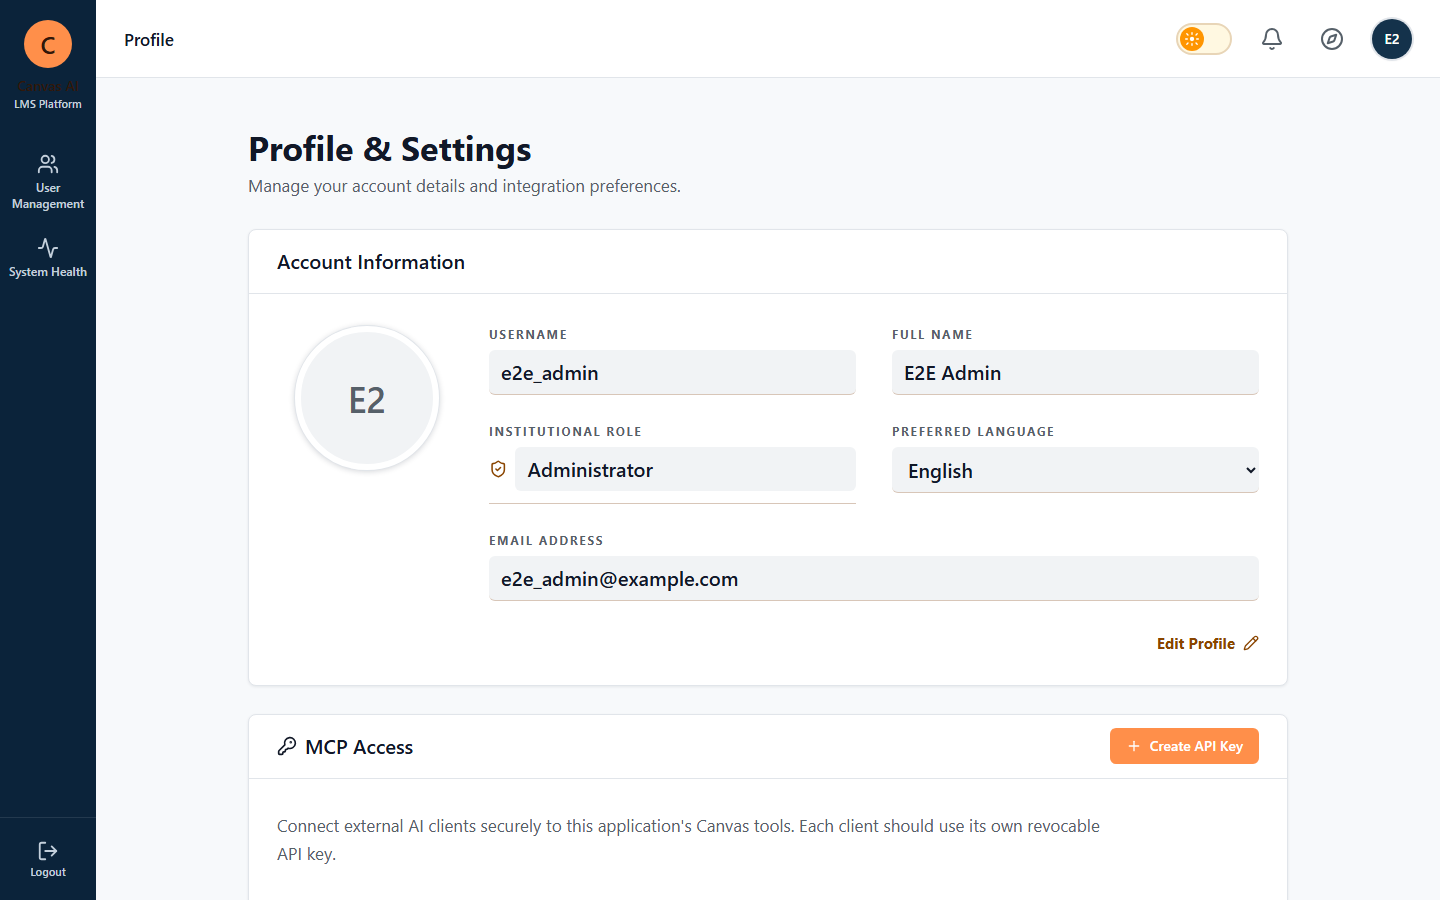 C
Canvas AI
LMS Platform
User
Management
System Health
Logout
Profile
E2
Profile & Settings
Manage your account details and integration preferences.
Account Information
E2
USERNAME
e2e_admin
FULL NAME
E2E Admin
INSTITUTIONAL ROLE
Administrator
PREFERRED LANGUAGE
English
EMAIL ADDRESS
e2e_admin@example.com
Edit Profile
MCP Access
Create API Key
Connect external AI clients securely to this application's Canvas tools. Each client should use its own revocable
API key.